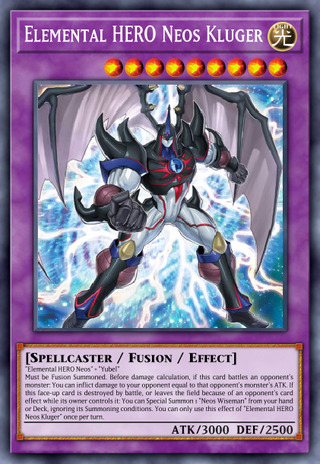 Elemental HERO Neos Kluger
LIGHT
光
[Spellcaster / Fusion / Effect]
"Elemental HERO Neos" + "Yubel"
Must be Fusion Summoned. Before damage calculation, if this card battles an opponent's
monster: You can inflict damage to your opponent equal to that opponent's monster's ATK. If
this face-up card is destroyed by battle, or leaves the field because of an opponent's card
effect while its owner controls it: You can Special Summon 1 "Neos Wiseman" from your hand
or Deck, ignoring its Summoning conditions. You can only use this effect of "Elemental HERO
Neos Kluger" once per turn.
ATK/3000 DEF/2500